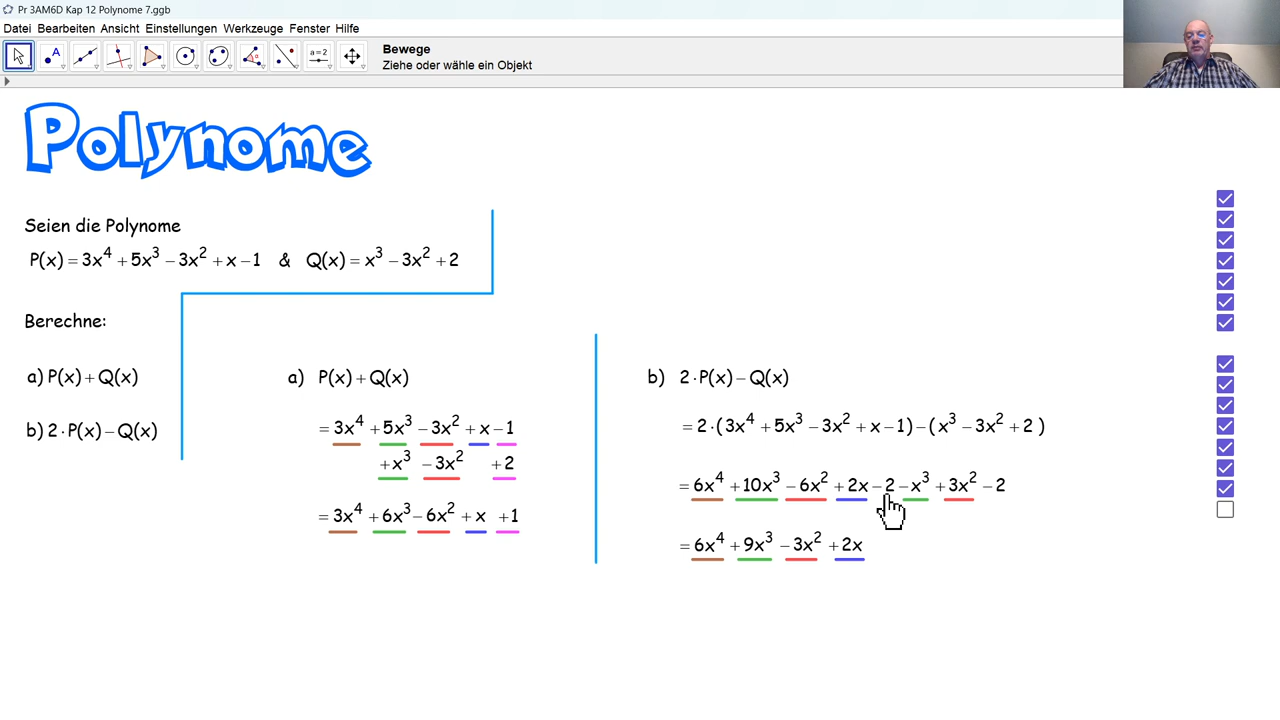 Pr 3AM6D Kap 12 Polynome 7.ggb
Datei Bearbeiten Ansicht Einstellungen Werkzeuge Fenster Hilfe
A
a=2
Bewege
Ziehe oder wähle ein Objekt
Polynome
Seien die Polynome
P(x) = 3x⁴ + 5x³ − 3x² + x − 1 & Q(x) = x³ − 3x² + 2
Berechne:
a) P(x) + Q(x)
b) 2 · P(x) − Q(x)
a) P(x) + Q(x)
= 3x⁴ + 5x³ − 3x² + x − 1
+ x³ − 3x² + 2
= 3x⁴ + 6x³ − 6x² + x + 1
b) 2 · P(x) − Q(x)
= 2 · ( 3x⁴ + 5x³ − 3x² + x − 1 ) − ( x³ − 3x² + 2 )
= 6x⁴ + 10x³ − 6x² + 2x − 2 − x³ + 3x² − 2
= 6x⁴ + 9x³ − 3x² + 2x